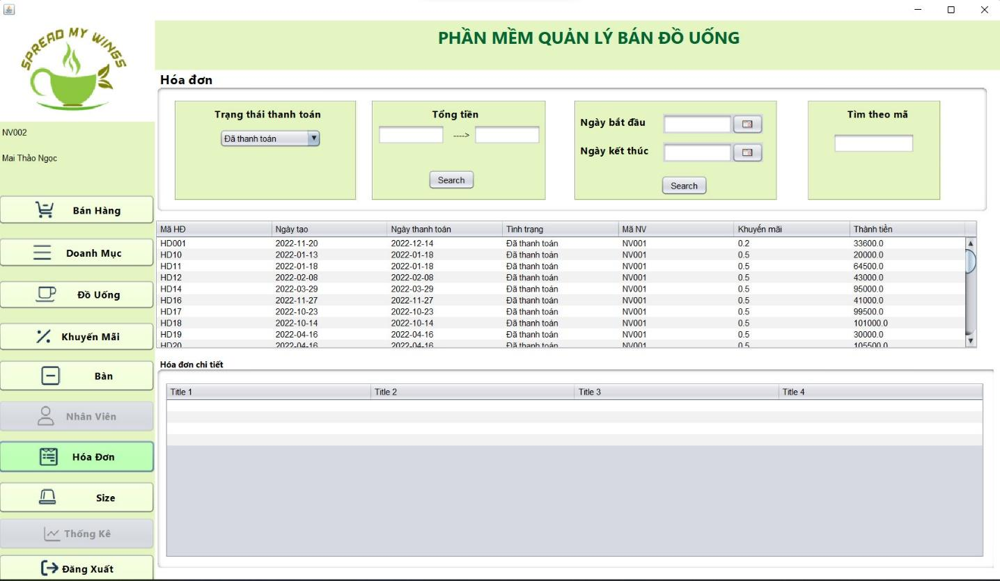 SPREAD MY WINGS
PHẦN MỀM QUẢN LÝ BÁN ĐỒ UỐNG
NV002
Mai Thảo Ngọc
Bán Hàng
Doanh Mục
Đồ Uống
Khuyến Mãi
Bàn
Nhân Viên
Hóa Đơn
Size
Thống Kê
Đăng Xuất
Hóa đơn
Trạng thái thanh toán
Đã thanh toán
Tổng tiền
---->
Search
Ngày bắt đầu
Ngày kết thúc
Search
Tìm theo mã
Mã HĐ Ngày tạo Ngày thanh toán Tình trạng Mã NV Khuyến mãi Thành tiền
HD001 2022-11-20 2022-12-14 Đã thanh toán NV001 0.2 33600.0
HD10 2022-01-13 2022-01-18 Đã thanh toán NV001 0.5 20000.0
HD11 2022-01-18 2022-01-18 Đã thanh toán NV001 0.5 64500.0
HD12 2022-02-08 2022-02-08 Đã thanh toán NV001 0.5 43000.0
HD14 2022-03-29 2022-03-29 Đã thanh toán NV001 0.5 95000.0
HD16 2022-11-27 2022-11-27 Đã thanh toán NV001 0.5 41000.0
HD17 2022-10-23 2022-10-23 Đã thanh toán NV001 0.5 99500.0
HD18 2022-10-14 2022-10-14 Đã thanh toán NV001 0.5 101000.0
HD19 2022-04-16 2022-04-16 Đã thanh toán NV001 0.5 30000.0
HD20 2022-04-16 2022-04-16 Đã thanh toán NV001 0.5 105500.0
Hóa đơn chi tiết
Title 1 Title 2 Title 3 Title 4